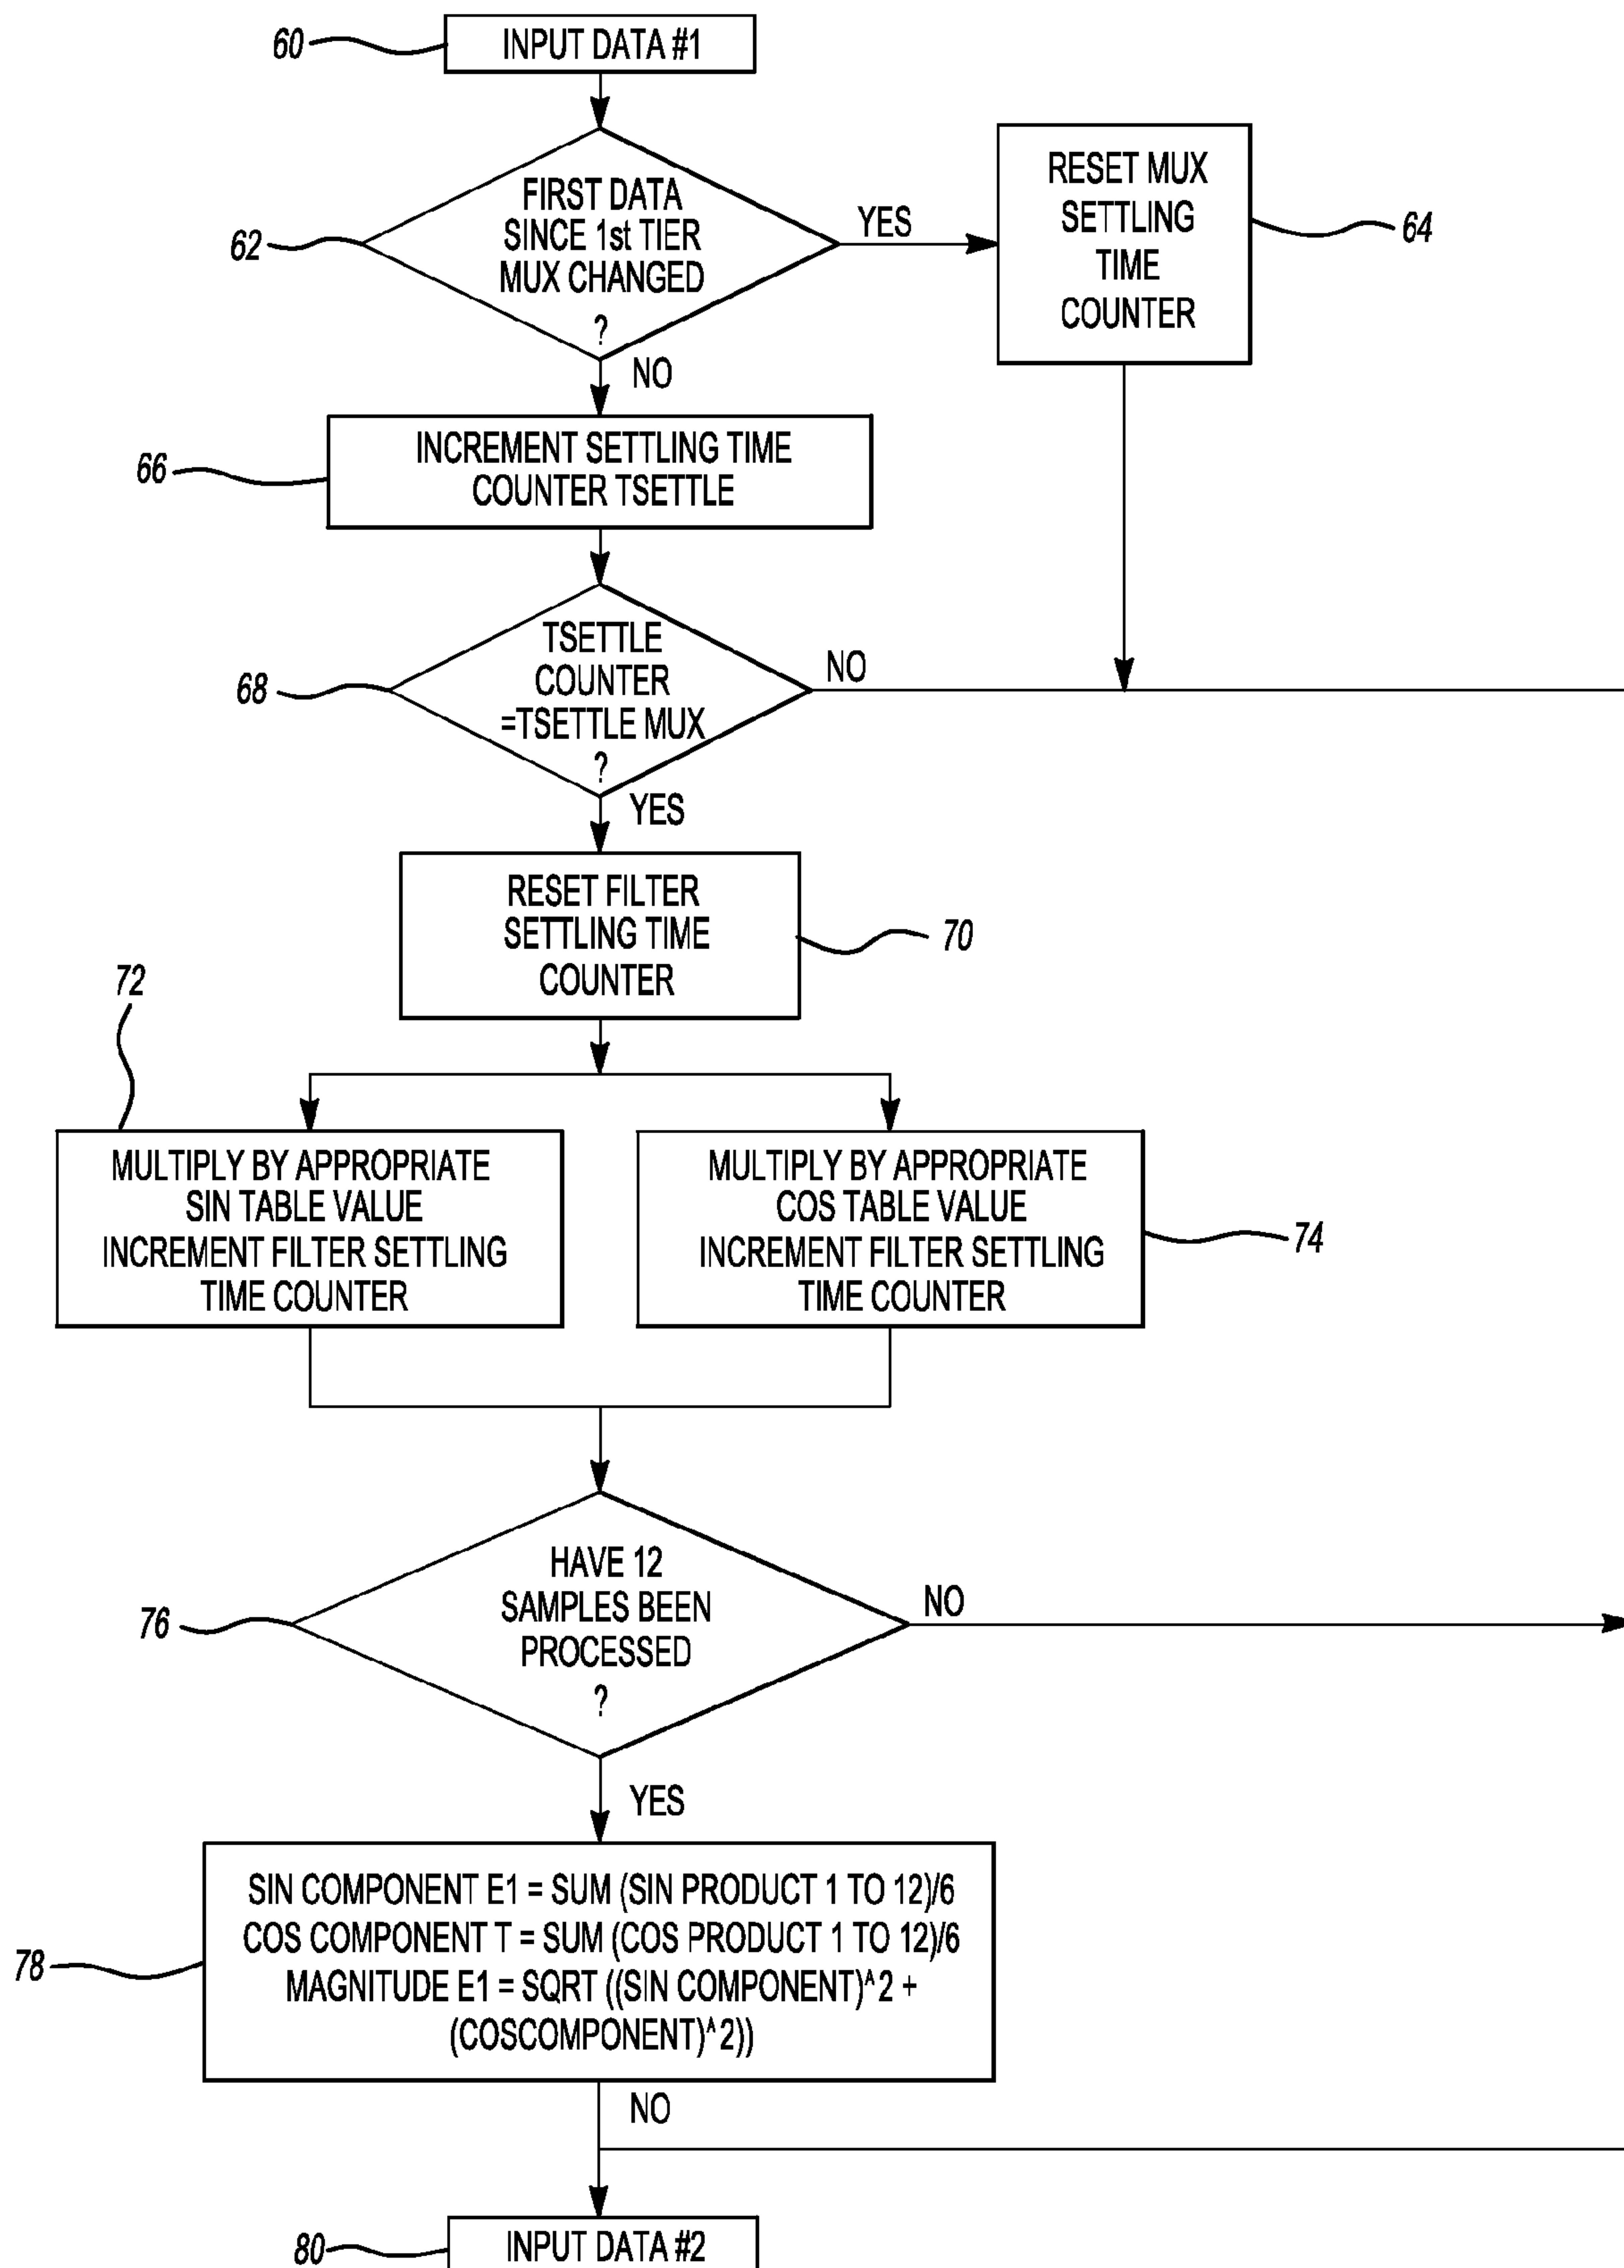 60
INPUT DATA #1
FIRST DATA
SINCE 1st TIER
MUX CHANGED
?
62
YES
RESET MUX
SETTLING
TIME
COUNTER
64
NO
66
INCREMENT SETTLING TIME
COUNTER TSETTLE
68
TSETTLE
COUNTER
=TSETTLE MUX
?
NO
YES
RESET FILTER
SETTLING TIME
COUNTER
70
72
MULTIPLY BY APPROPRIATE
SIN TABLE VALUE
INCREMENT FILTER SETTLING
TIME COUNTER
MULTIPLY BY APPROPRIATE
COS TABLE VALUE
INCREMENT FILTER SETTLING
TIME COUNTER
74
76
HAVE 12
SAMPLES BEEN
PROCESSED
?
NO
YES
78
SIN COMPONENT E1 = SUM (SIN PRODUCT 1 TO 12)/6
COS COMPONENT T = SUM (COS PRODUCT 1 TO 12)/6
MAGNITUDE E1 = SQRT ((SIN COMPONENT)^2 +
(COSCOMPONENT)^2))
NO
80
INPUT DATA #2